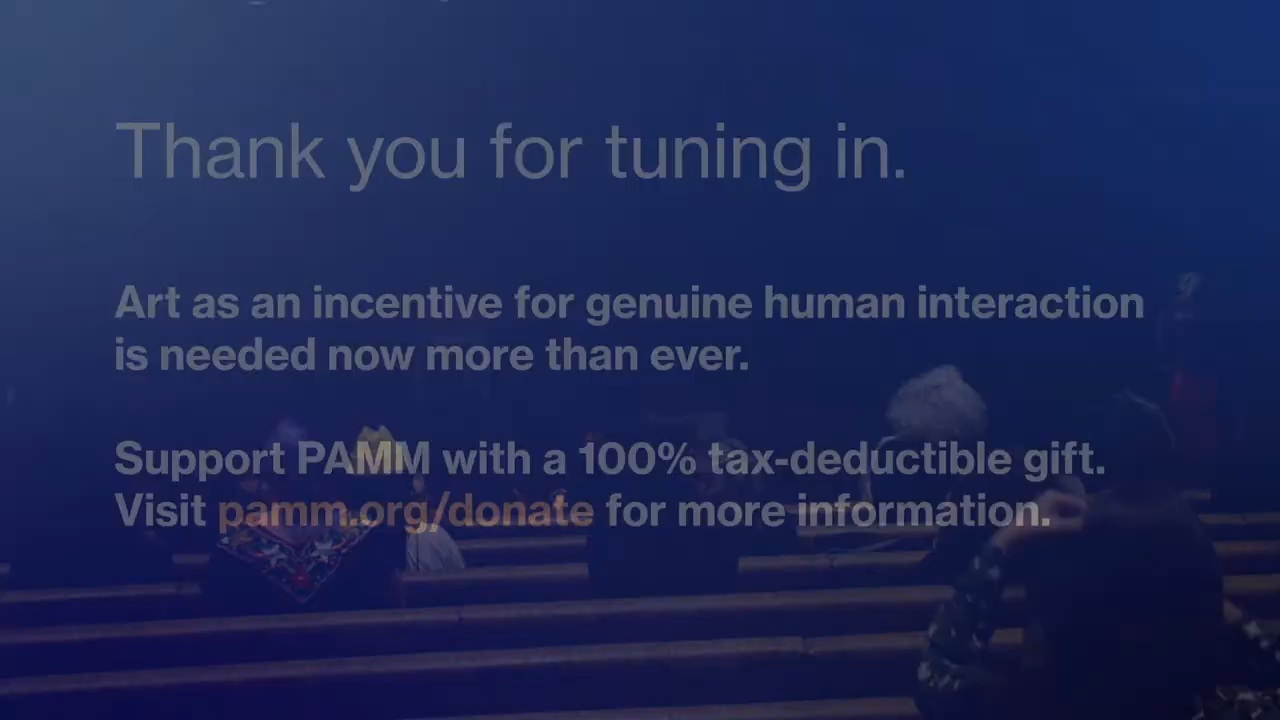 Thank you for tuning in.
Art as an incentive for genuine human interaction
is needed now more than ever.
Support PAMM with a 100% tax-deductible gift.
Visit pamm.org/donate for more information.